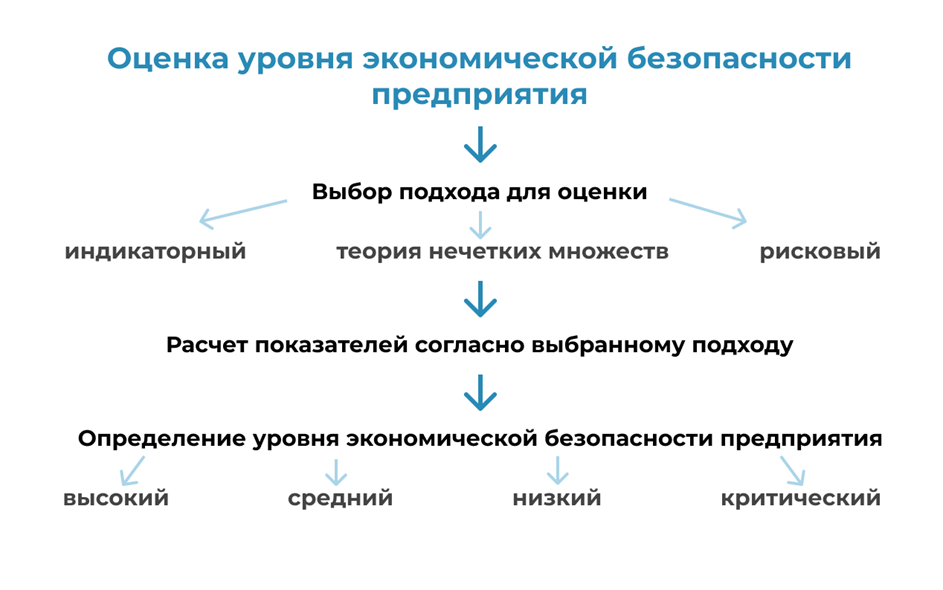 Оценка уровня экономической безопасности
предприятия
Выбор подхода для оценки
индикаторный
теория нечетких множеств
рисковый
Расчет показателей согласно выбранному подходу
Определение уровня экономической безопасности предприятия
высокий
средний
низкий
критический